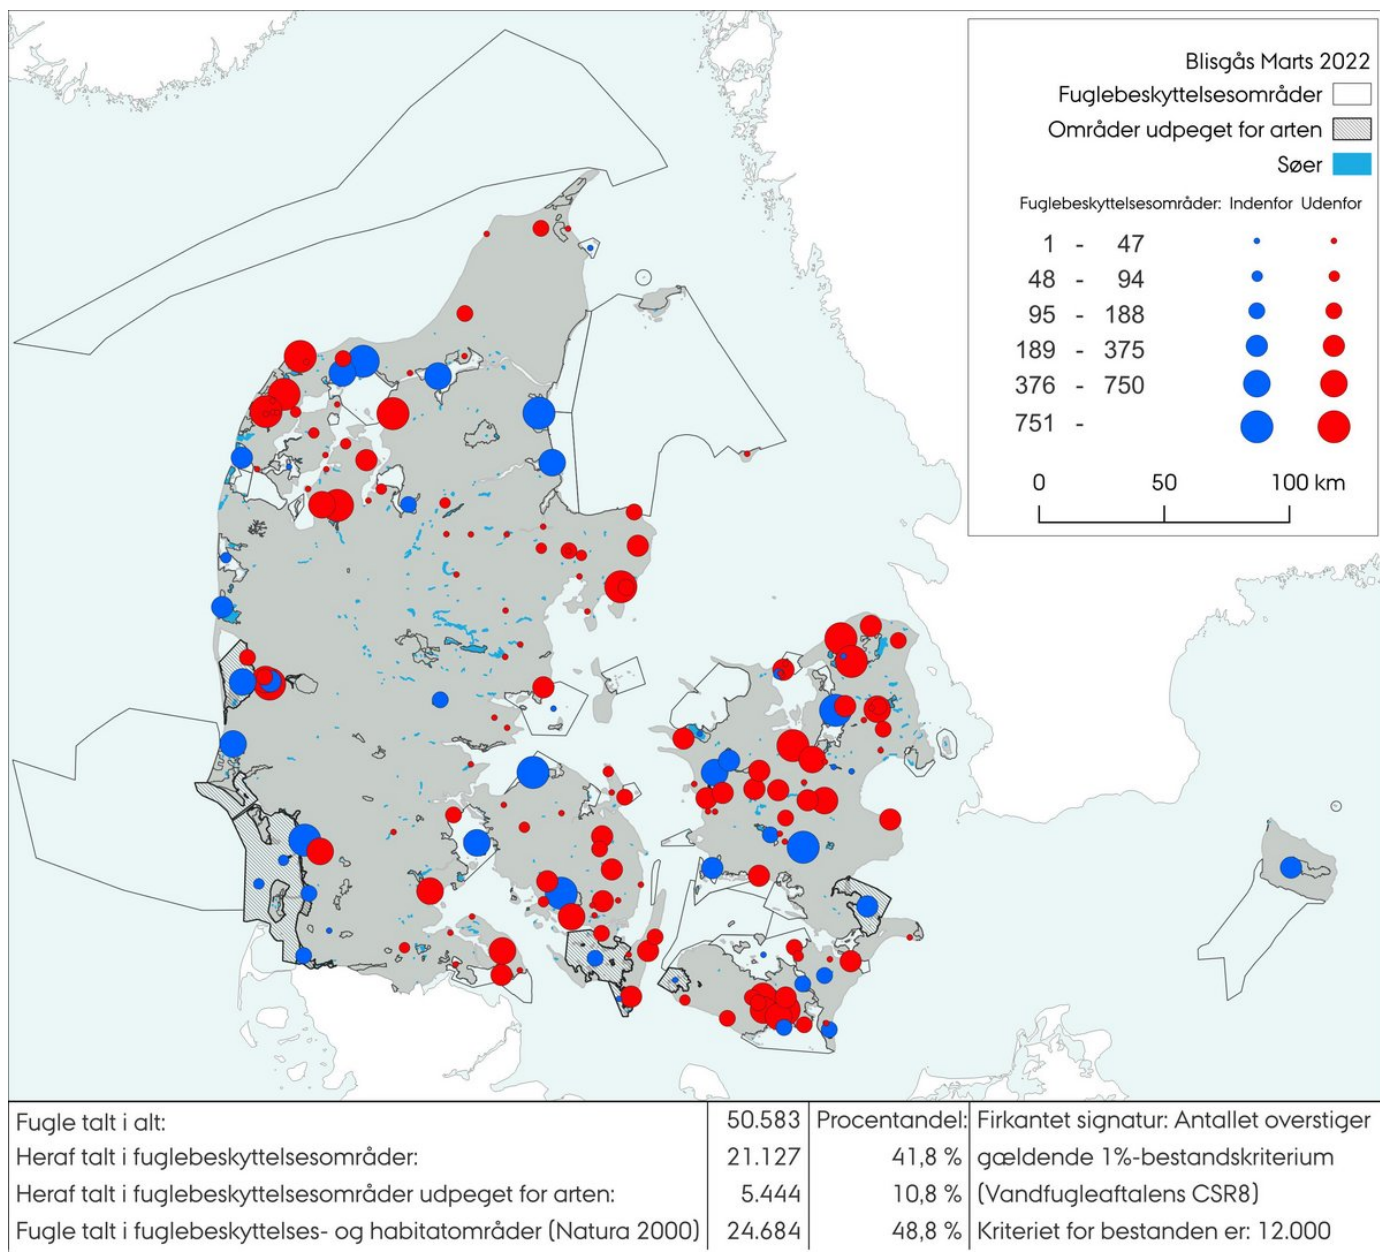 Blisgås Marts 2022
Fuglebeskyttelsesområder
Områder udpeget for arten
Søer
Fuglebeskyttelsesområder: Indenfor Udenfor
1 - 47
48 - 94
95 - 188
189 - 375
376 - 750
751 -
0 50 100 km
Fugle talt i alt: 50.583 Procentandel: Firkantet signatur: Antallet overstiger
Heraf talt i fuglebeskyttelsesområder: 21.127 41,8 % gældende 1%-bestandskriterium
Heraf talt i fuglebeskyttelsesområder udpeget for arten: 5.444 10,8 % (Vandfugleaftalens CSR8)
Fugle talt i fuglebeskyttelses- og habitatområder (Natura 2000) 24.684 48,8 % Kriteriet for bestanden er: 12.000